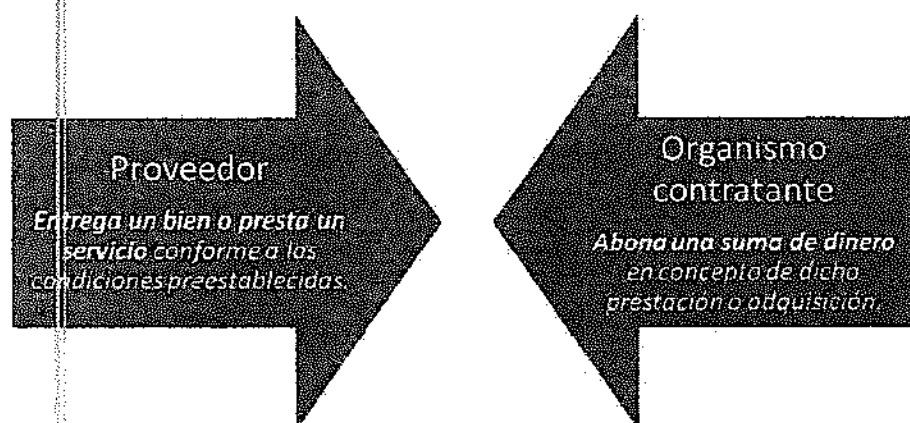 Proveedor
Entrega un bien o presta un
servicio conforme a las
condiciones preestablecidas.
Organismo
contratante
Abona una suma de dinero
en concepto de dicha
prestación o adquisición.